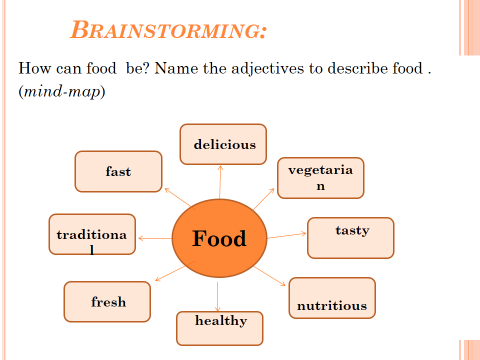 BRAINSTORMING:
How can food be? Name the adjectives to describe food .
(mind-map)
delicious
fast
vegetaria
n
traditiona
l
Food
tasty
fresh
healthy
nutritious